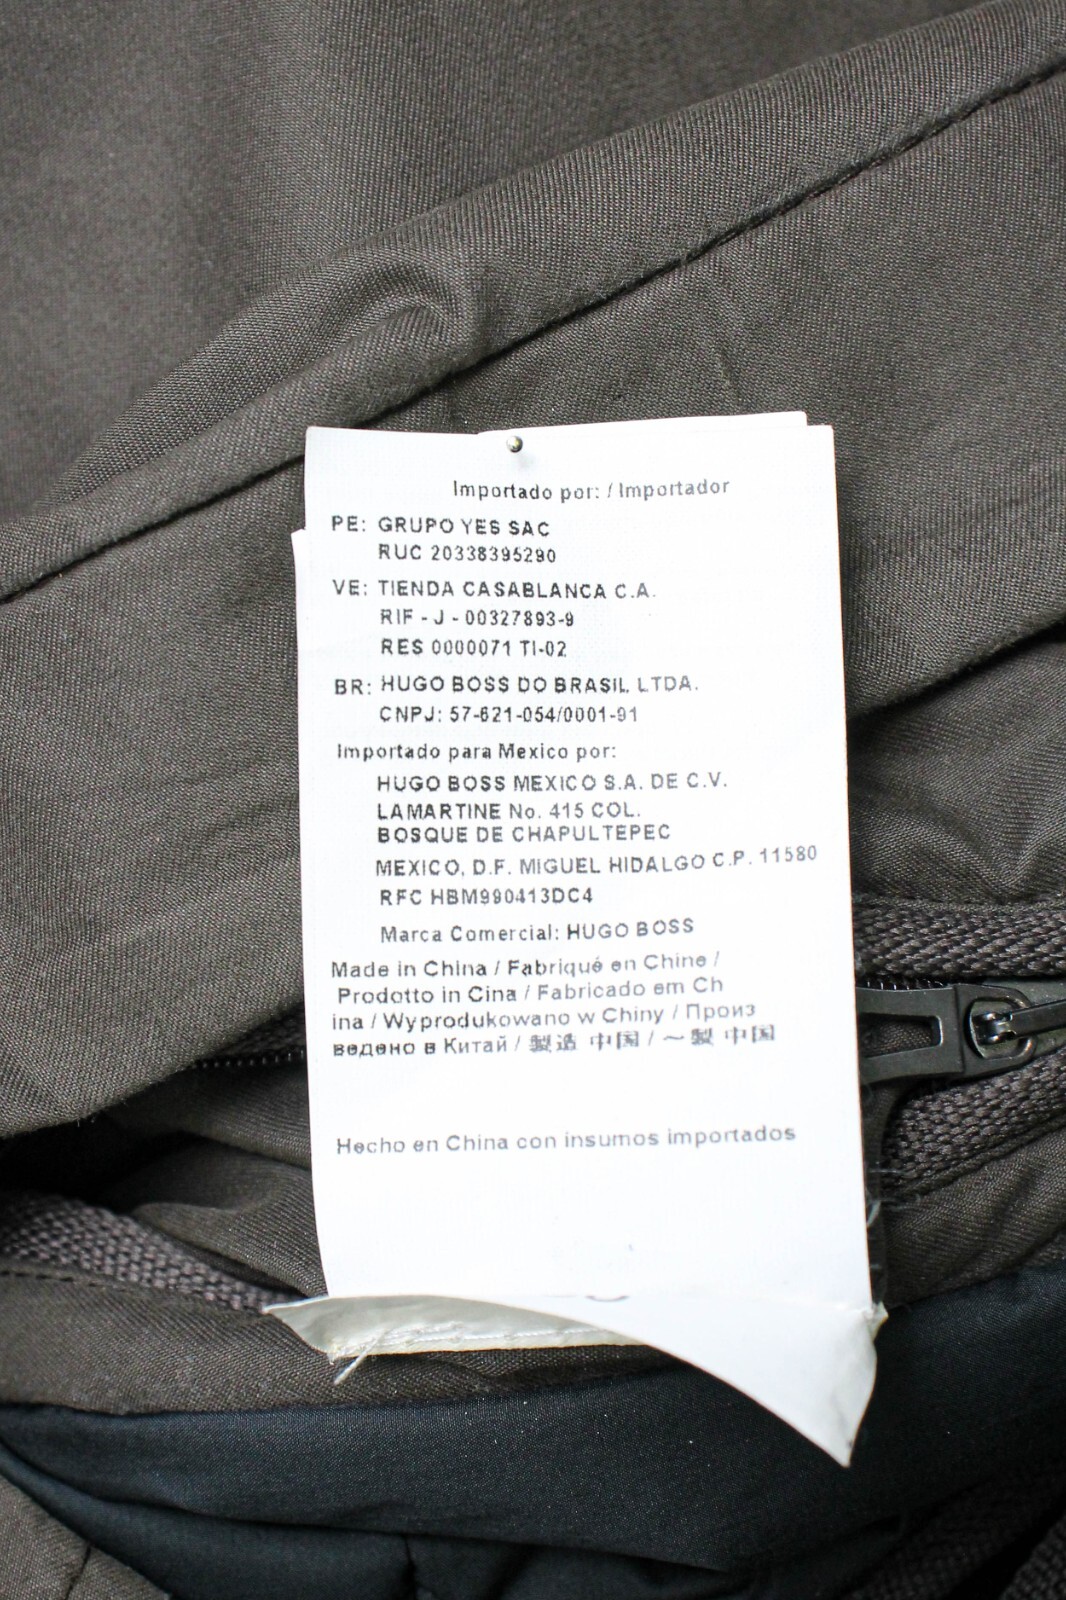 Importado por: / Importador
PE: GRUPO YES SAC
RUC 20338395290
VE: TIENDA CASABLANCA C.A.
RIF - J - 00327893-9
RES 0000071 TI-02
BR: HUGO BOSS DO BRASIL LTDA.
CNPJ: 57-621-054/0001-91
Importado para Mexico por:
HUGO BOSS MEXICO S.A. DE C.V.
LAMARTINE No. 415 COL.
BOSQUE DE CHAPULTEPEC
MEXICO, D.F. MIGUEL HIDALGO C.P. 11580
RFC HBM990413DC4
Marca Comercial: HUGO BOSS
Made in China / Fabriqué en Chine /
Prodotto in Cina / Fabricado em Ch
ina / Wyprodukowano w Chiny / Произ
ведено в Китай / 製造 中国 / ～製 中国
Hecho en China con insumos importados